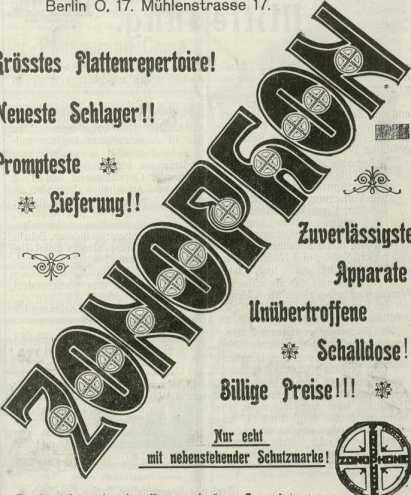 Berlin O. 17. Mühlenstrasse 17.
Grösstes Plattenrepertoire!
Neueste Schlager!!
Prompteste
Lieferung!!
ZONOPHON
Zuverlässigste
Apparate
Unübertroffene
Schalldose!
Billige Preise!!!
Nur echt
mit nebenstehender Schutzmarke!
ZONOPHONE